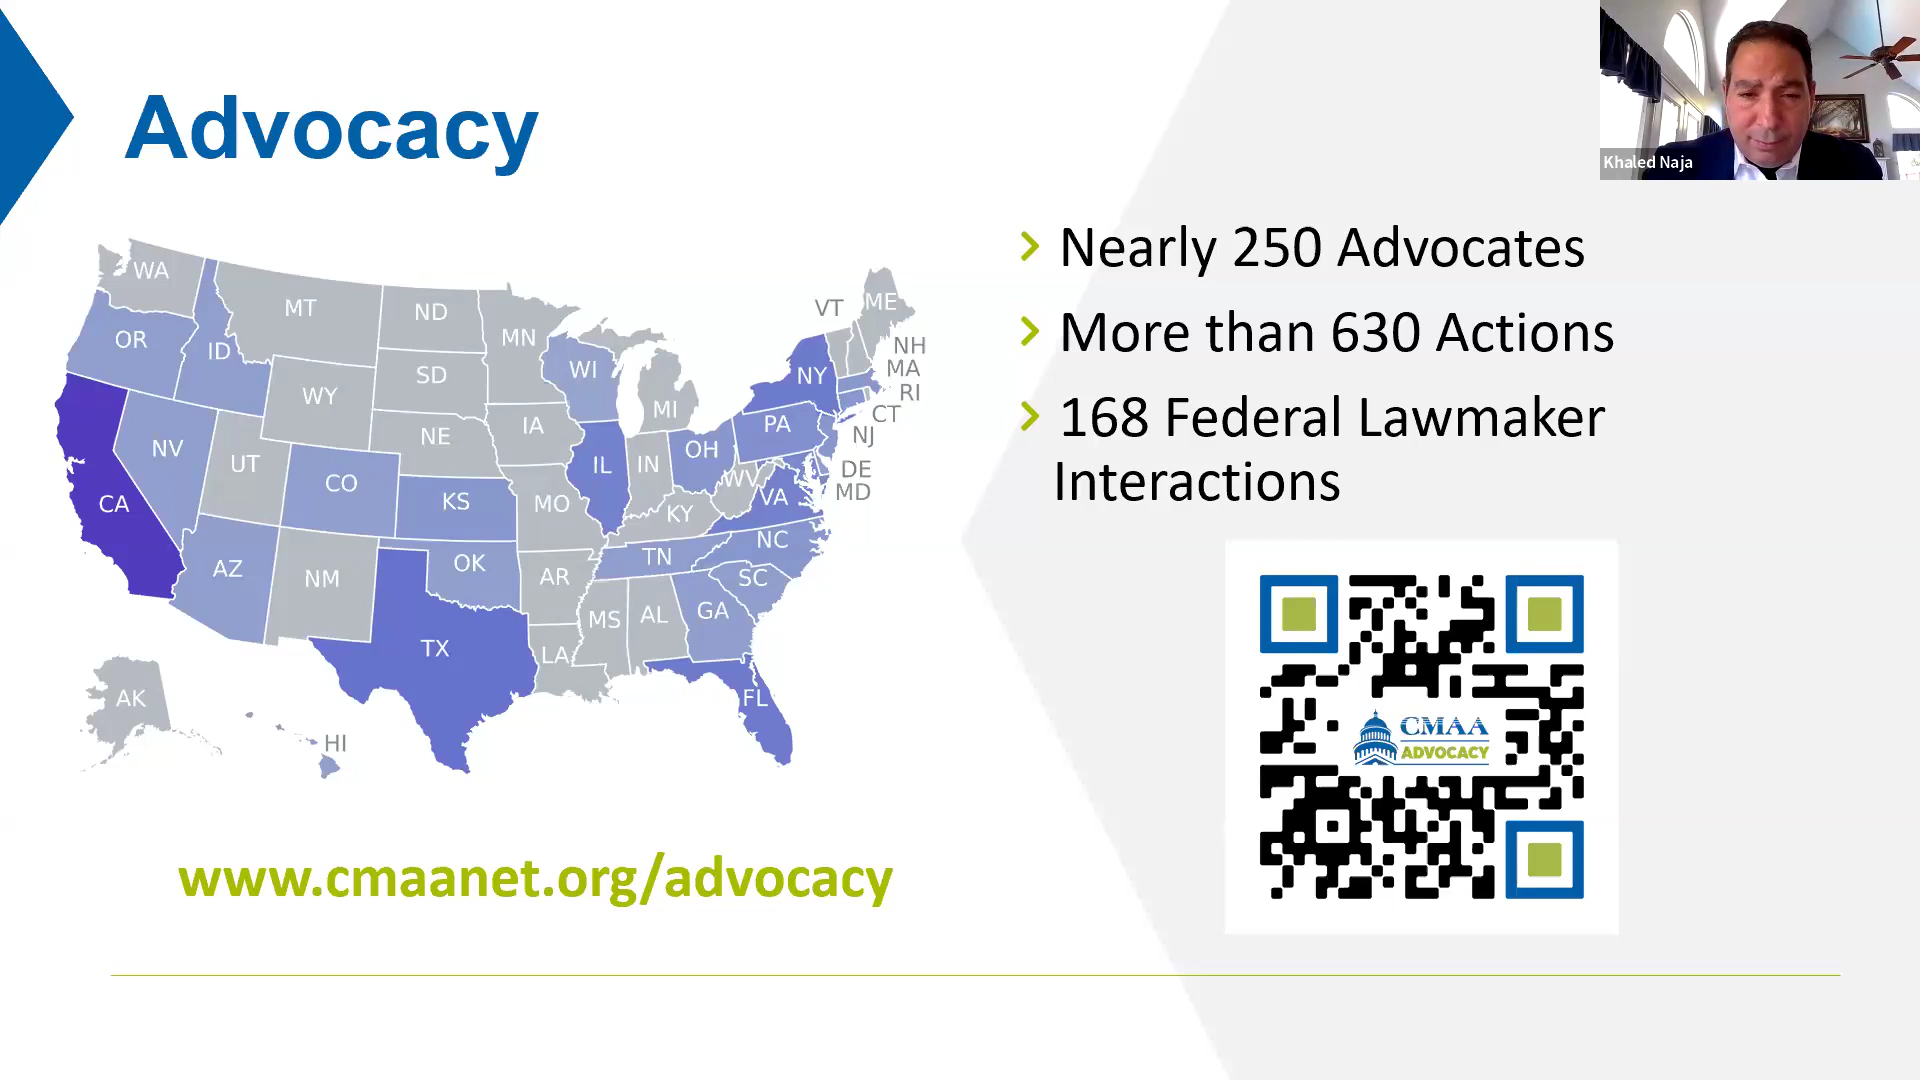 Advocacy
Khaled Naja
Nearly 250 Advocates
More than 630 Actions
168 Federal Lawmaker
Interactions
WA
MT
ND
MN
VT
ME
OR
ID
SD
WI
NY
NH
MA
RI
WY
MI
CT
NE
IA
PA
NJ
NV
UT
CO
IL
IN
OH
DE
MD
CA
KS
MO
WV
VA
KY
NC
AZ
NM
OK
AR
TN
SC
MS
AL
GA
TX
LA
FL
AK
HI
CMAA
ADVOCACY
www.cmaanet.org/advocacy